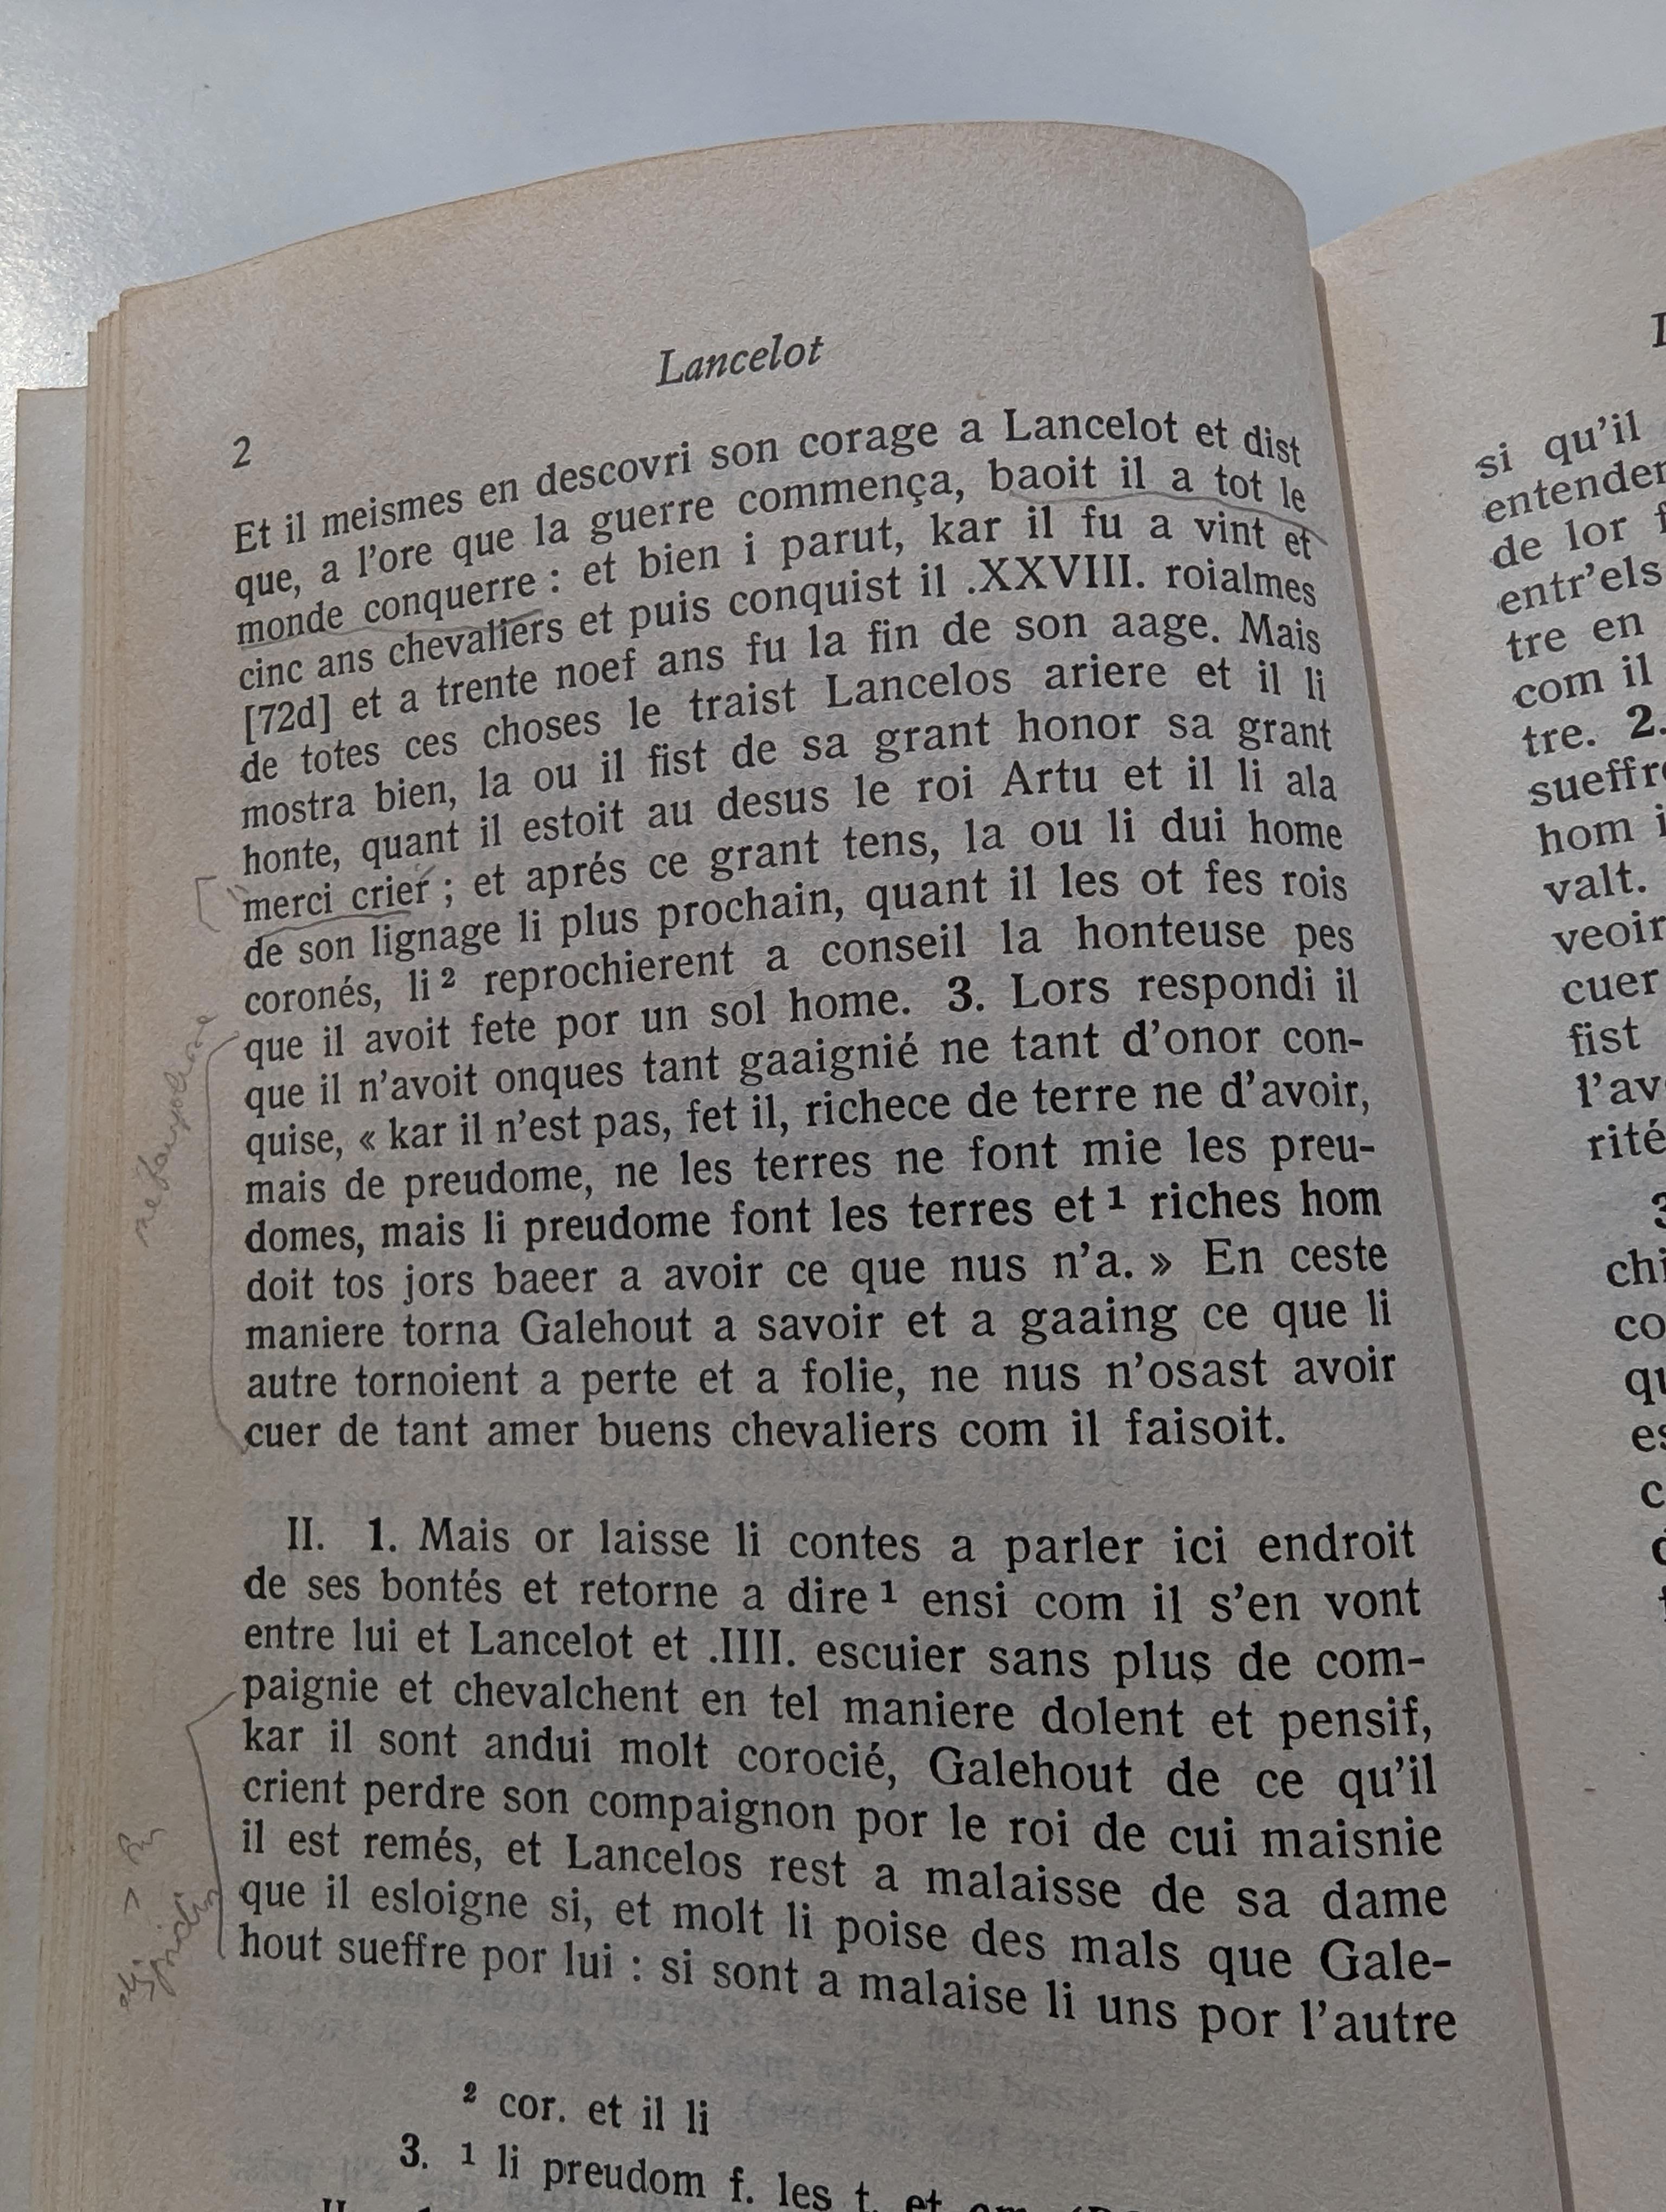 Lancelot
2
Et il meismes en descovri son corage a Lancelot et dist
que, a l'ore que la guerre commença, baoit il a tot le
monde conquerre : et bien i parut, kar il fu a vint et
cinc ans chevaliers et puis conquist il .XXVIII. roialmes
[72d] et a trente noef ans fu la fin de son aage. Mais
de totes ces choses le traist Lancelos ariere et il li
mostra bien, la ou il fist de sa grant honor sa grant
honte, quant il estoit au desus le roi Artu et il li ala
merci crier ; et aprés ce grant tens, la ou li dui home
de son lignage li plus prochain, quant il les ot fes rois
coronés, li ² reprochierent a conseil la honteuse pes
que il avoit fete por un sol home. 3. Lors respondi il
que il n'avoit onques tant gaaignié ne tant d'onor con-
quise, « kar il n'est pas, fet il, richece de terre ne d'avoir,
mais de preudome, ne les terres ne font mie les preu-
domes, mais li preudome font les terres et ¹ riches hom
doit tos jors baeer a avoir ce que nus n'a. » En ceste
maniere torna Galehout a savoir et a gaaing ce que li
autre tornoient a perte et a folie, ne nus n'osast avoir
cuer de tant amer buens chevaliers com il faisoit.
II. 1. Mais or laisse li contes a parler ici endroit
de ses bontés et retorne a dire ¹ ensi com il s'en vont
entre lui et Lancelot et .IIII. escuier sans plus de com-
paignie et chevalchent en tel maniere dolent et pensif,
kar il sont andui molt corocié, Galehout de ce qu'il
crient perdre son compaignon por le roi de cui maisnie
il est remés, et Lancelos rest a malaisse de sa dame
que il esloigne si, et molt li poise des mals que Gale-
hout sueffre por lui : si sont a malaise li uns por l'autre
² cor. et il li
3. ¹ li preudom f. les t. et
si qu'il
entender
de lor
entr'els
tre en
com il
tre. 2.
sueffre
hom
valt.
veoir
cuer
fist
l'av
rité
3
chi
co
qu
es
c